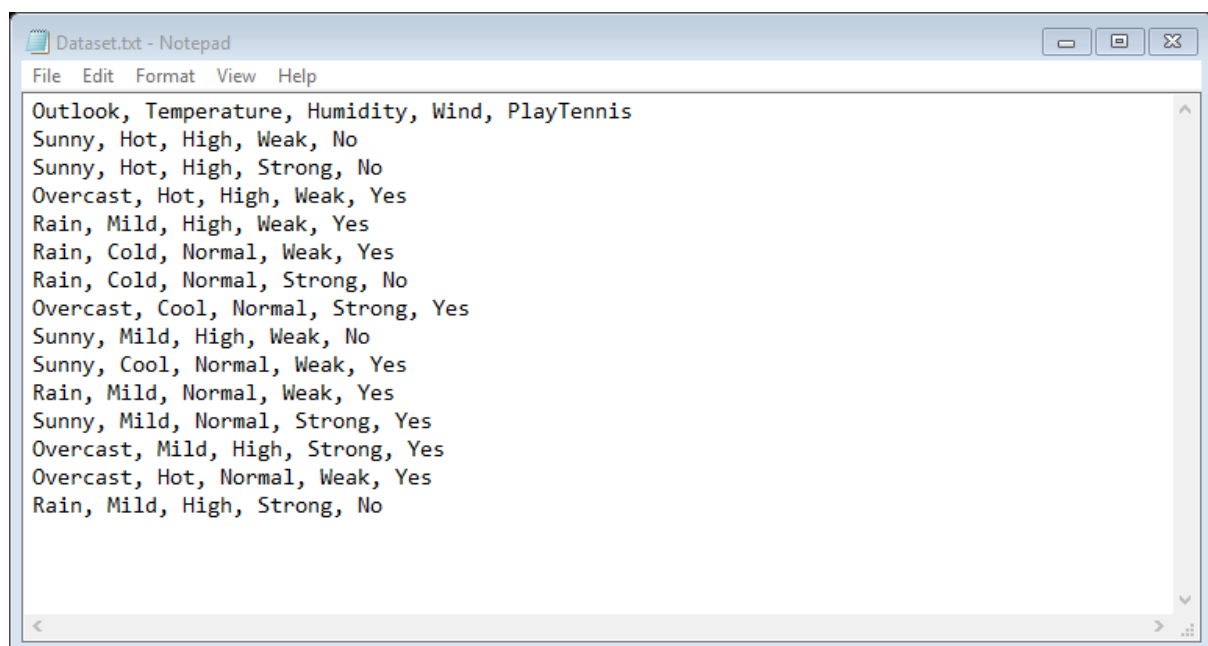 Dataset.txt - Notepad
File Edit Format View Help
Outlook, Temperature, Humidity, Wind, PlayTennis
Sunny, Hot, High, Weak, No
Sunny, Hot, High, Strong, No
Overcast, Hot, High, Weak, Yes
Rain, Mild, High, Weak, Yes
Rain, Cold, Normal, Weak, Yes
Rain, Cold, Normal, Strong, No
Overcast, Cool, Normal, Strong, Yes
Sunny, Mild, High, Weak, No
Sunny, Cool, Normal, Weak, Yes
Rain, Mild, Normal, Weak, Yes
Sunny, Mild, Normal, Strong, Yes
Overcast, Mild, High, Strong, Yes
Overcast, Hot, Normal, Weak, Yes
Rain, Mild, High, Strong, No